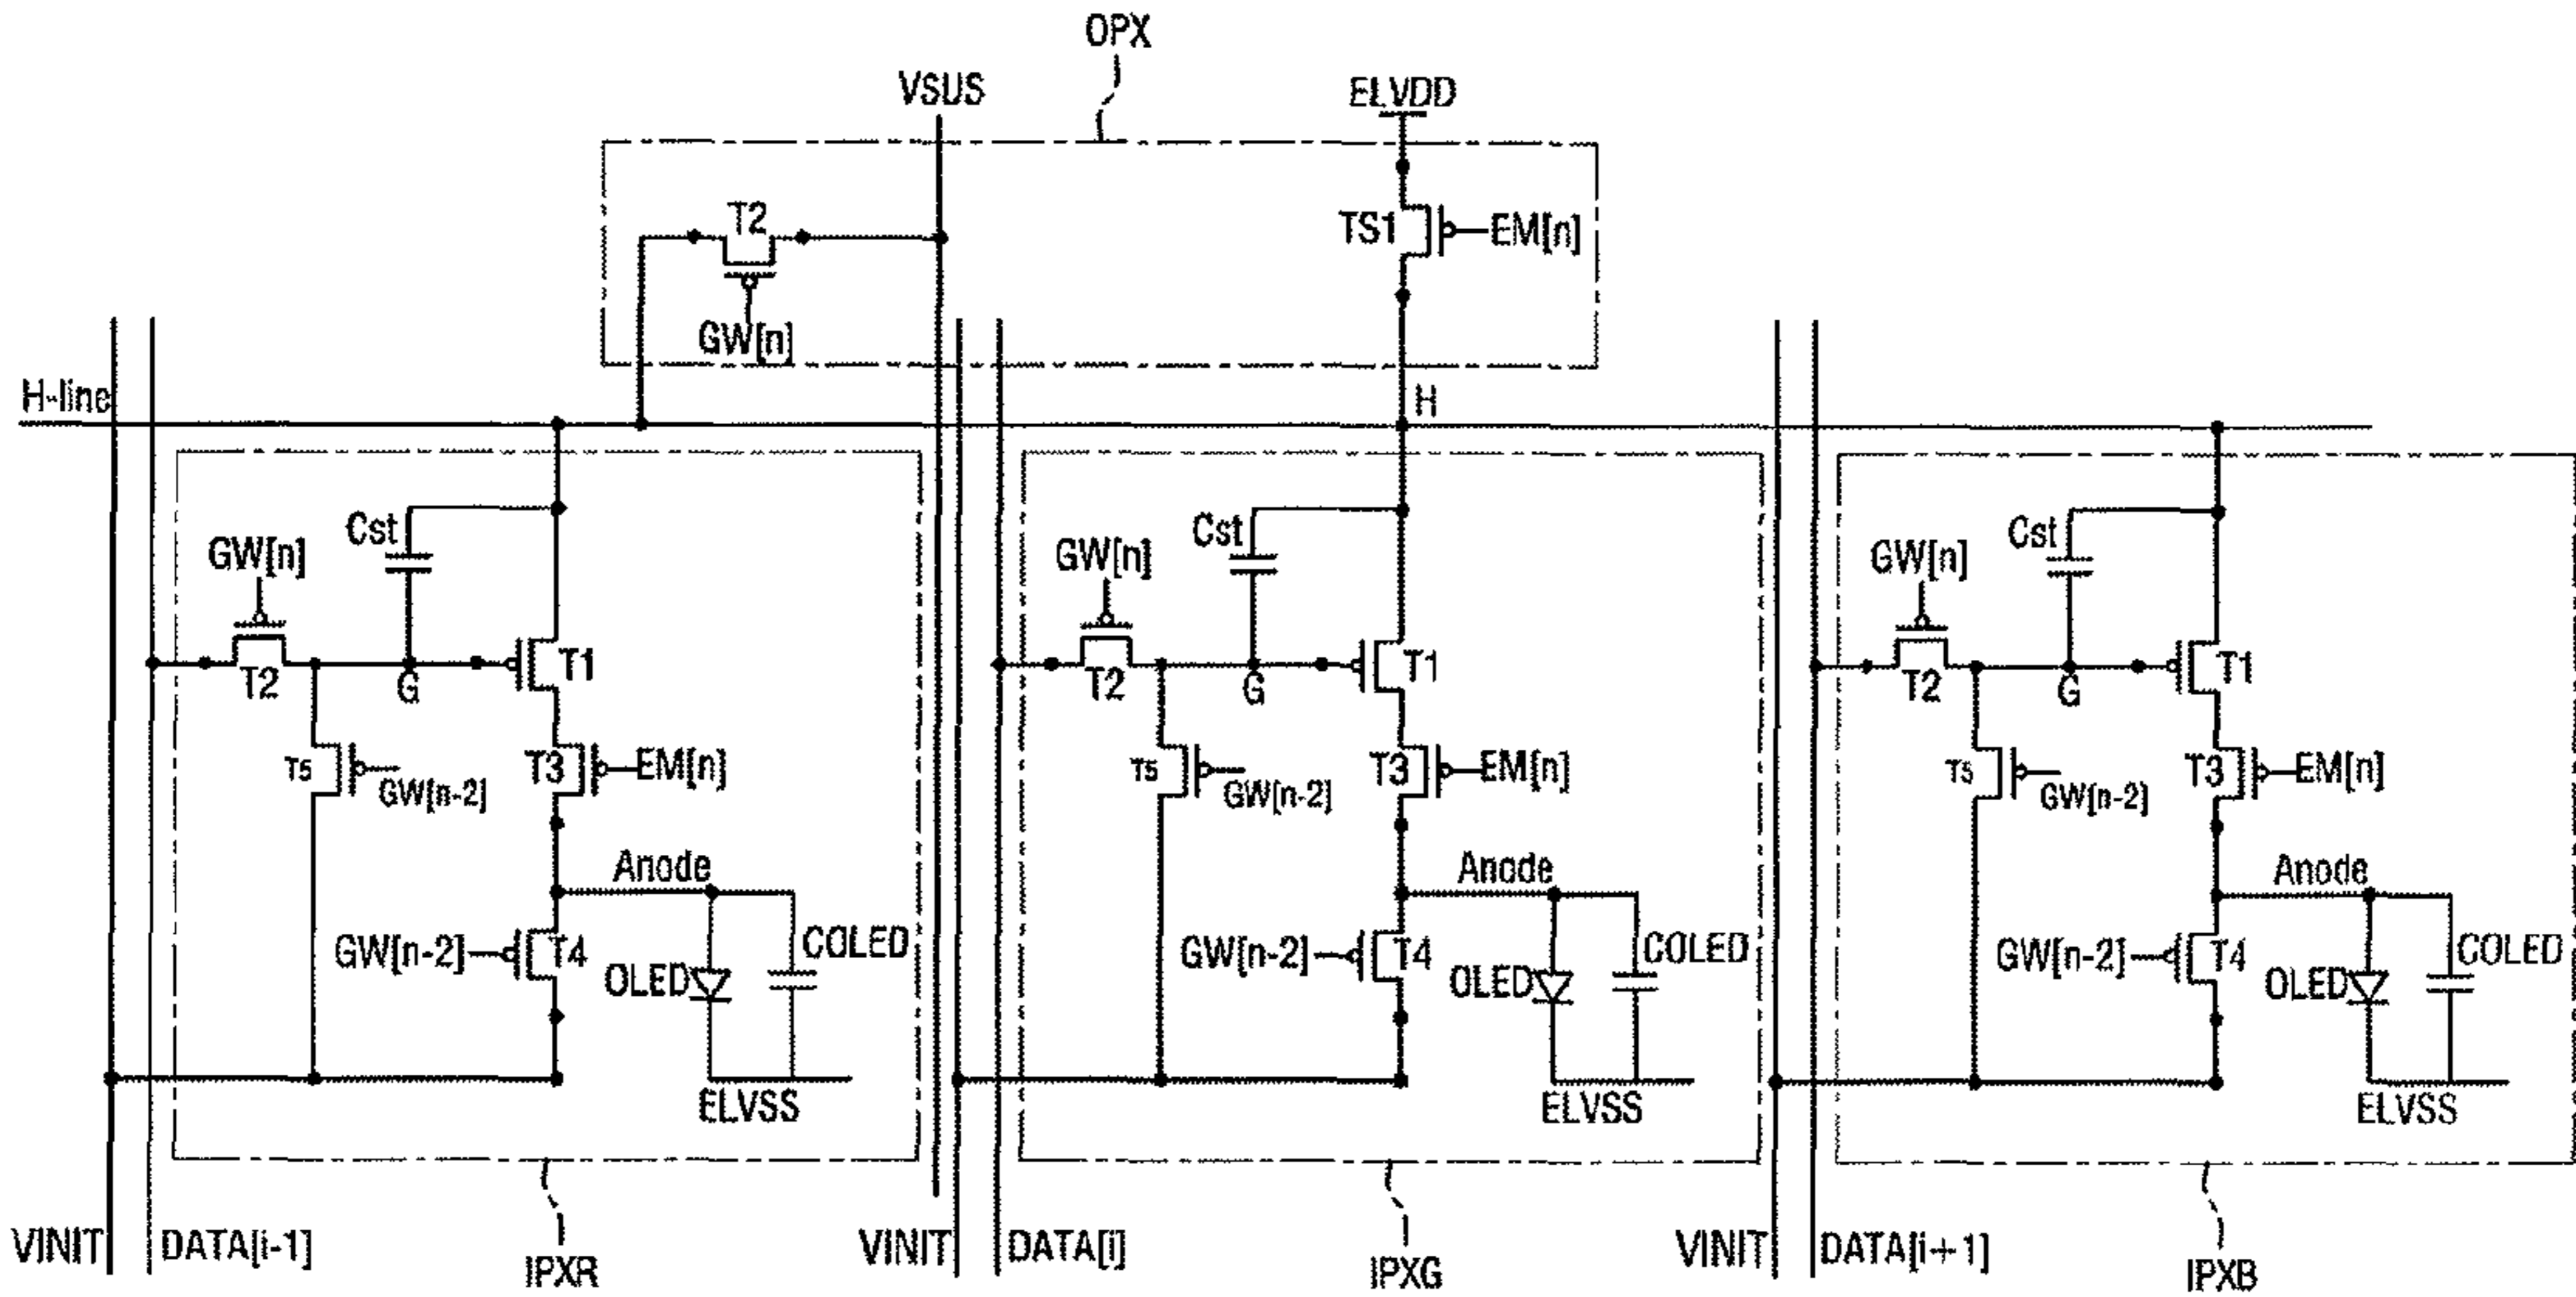 OPX
VSUS
ELVDD
T2
TS1
EM[n]
GW[n]
H-line
H
Cst
GW[n]
T2
G
T1
T5
GW[n-2]
T3
EM[n]
Anode
GW[n-2]
T4
OLED
COLED
ELVSS
Cst
GW[n]
T2
G
T1
T5
GW[n-2]
T3
EM[n]
Anode
GW[n-2]
T4
OLED
COLED
ELVSS
Cst
GW[n]
T2
G
T1
T5
GW[n-2]
T3
EM[n]
Anode
GW[n-2]
T4
OLED
COLED
ELVSS
VINIT
DATA[i-1]
IPXR
VINIT
DATA[i]
IPXG
VINIT
DATA[i+1]
IPXB